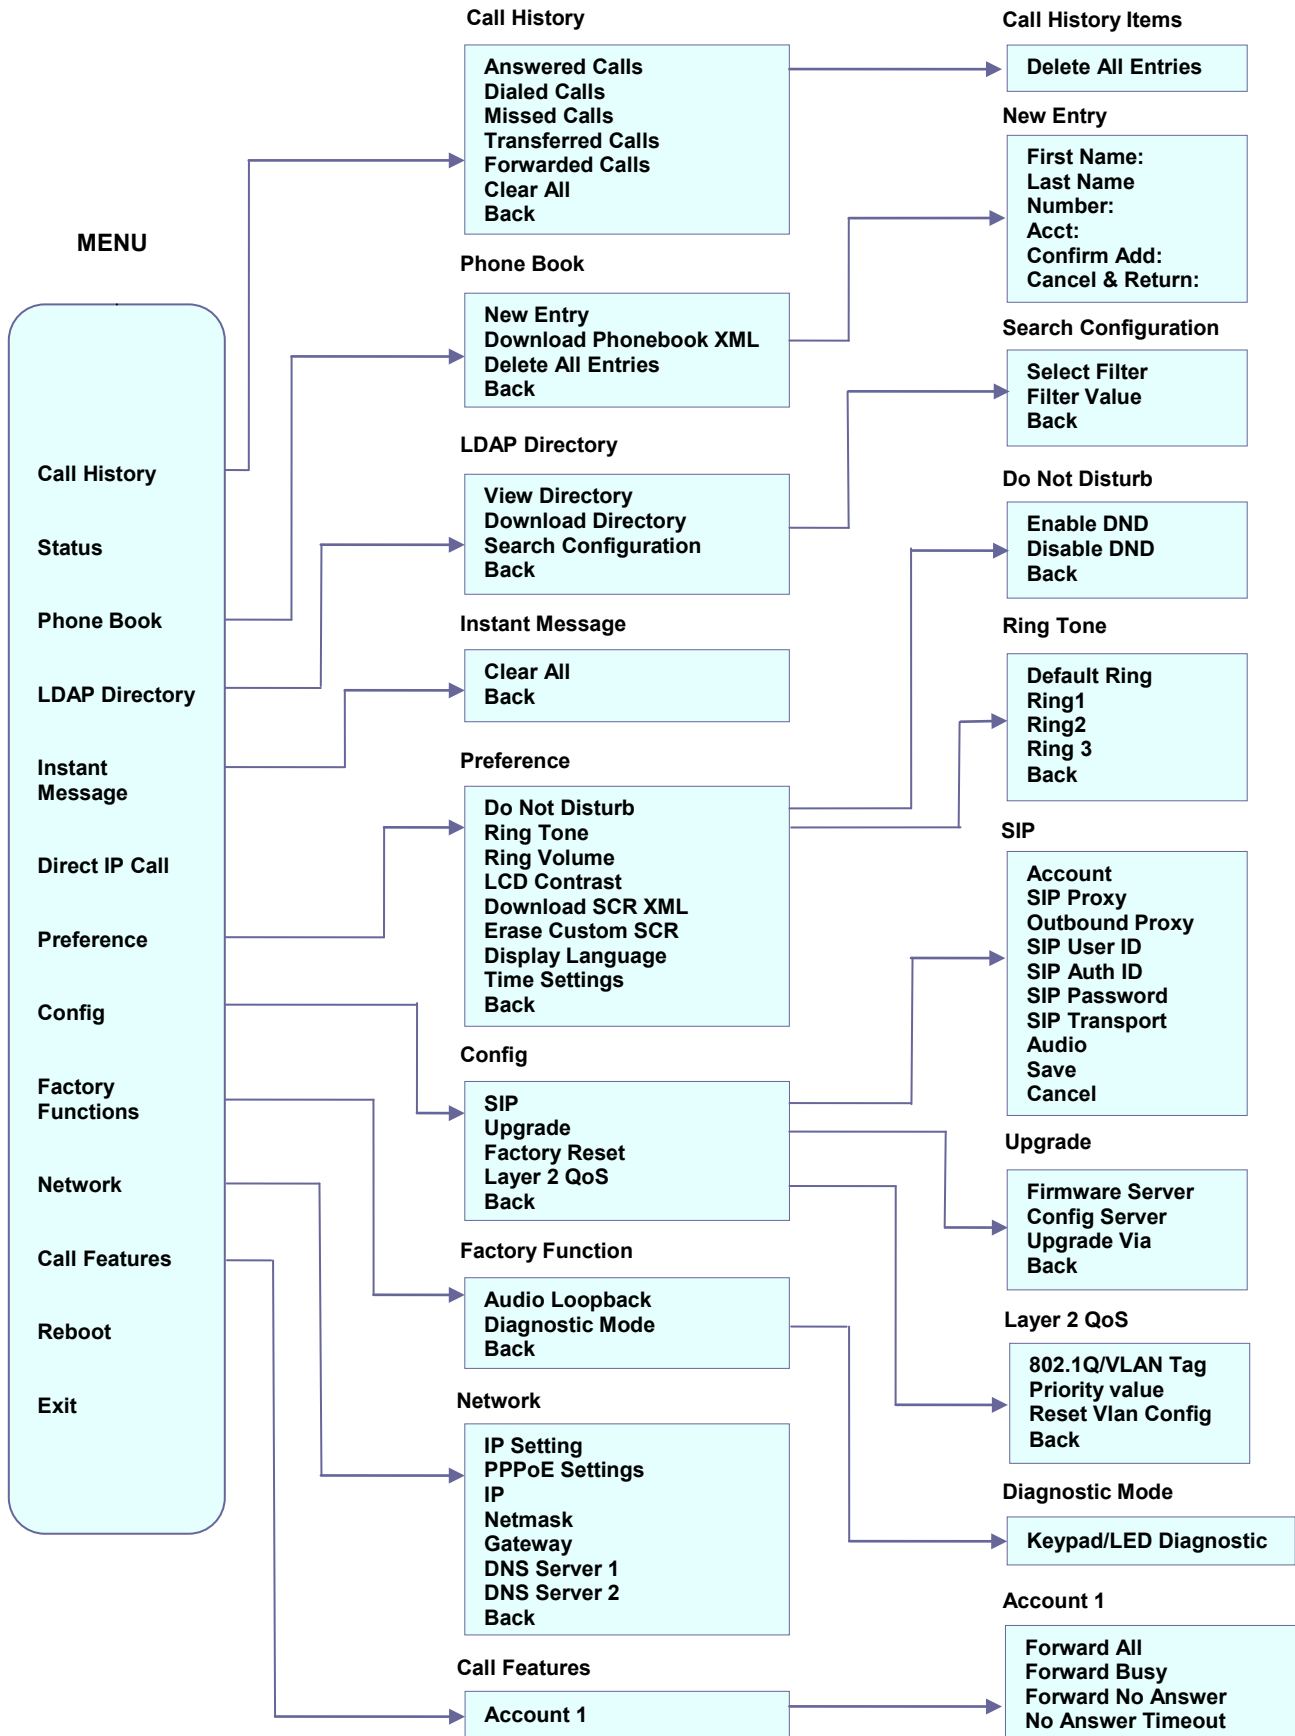 MENU
Call History
Status
Phone Book
LDAP Directory
Instant
Message
Direct IP Call
Preference
Config
Factory
Functions
Network
Call Features
Reboot
Exit
Call History
Answered Calls
Dialed Calls
Missed Calls
Transferred Calls
Forwarded Calls
Clear All
Back
Phone Book
New Entry
Download Phonebook XML
Delete All Entries
Back
LDAP Directory
View Directory
Download Directory
Search Configuration
Back
Instant Message
Clear All
Back
Preference
Do Not Disturb
Ring Tone
Ring Volume
LCD Contrast
Download SCR XML
Erase Custom SCR
Display Language
Time Settings
Back
Config
SIP
Upgrade
Factory Reset
Layer 2 QoS
Back
Factory Function
Audio Loopback
Diagnostic Mode
Back
Network
IP Setting
PPPoE Settings
IP
Netmask
Gateway
DNS Server 1
DNS Server 2
Back
Call Features
Account 1
Call History Items
Delete All Entries
New Entry
First Name:
Last Name
Number:
Acct:
Confirm Add:
Cancel & Return:
Search Configuration
Select Filter
Filter Value
Back
Do Not Disturb
Enable DND
Disable DND
Back
Ring Tone
Default Ring
Ring1
Ring2
Ring 3
Back
SIP
Account
SIP Proxy
Outbound Proxy
SIP User ID
SIP Auth ID
SIP Password
SIP Transport
Audio
Save
Cancel
Upgrade
Firmware Server
Config Server
Upgrade Via
Back
Layer 2 QoS
802.1Q/VLAN Tag
Priority value
Reset Vlan Config
Back
Diagnostic Mode
Keypad/LED Diagnostic
Account 1
Forward All
Forward Busy
Forward No Answer
No Answer Timeout